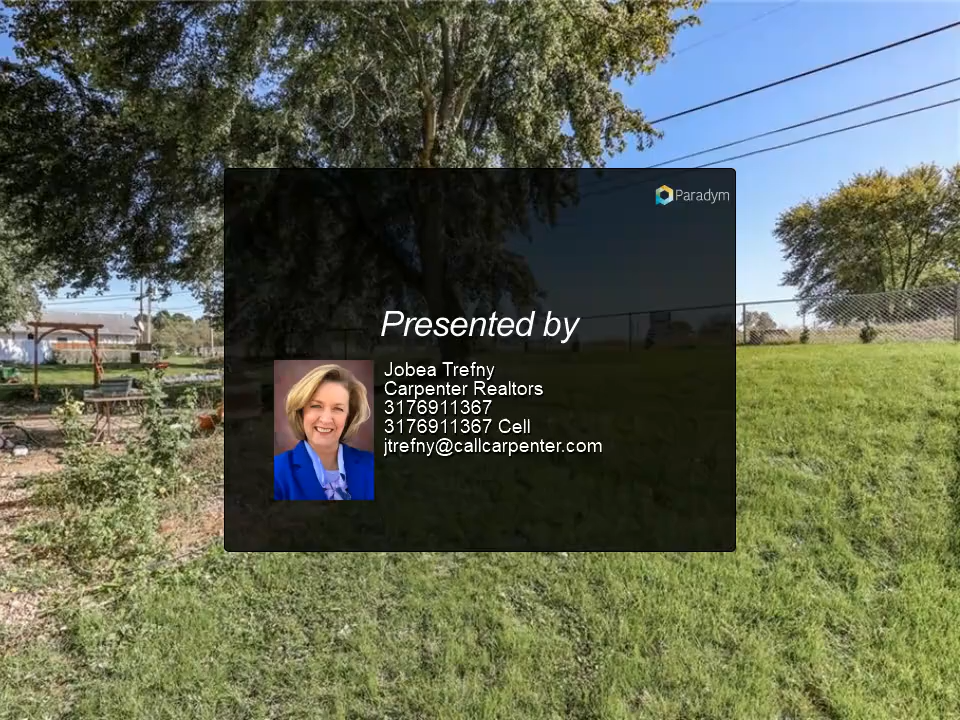 Paradym
Presented by
Jobea Trefny
Carpenter Realtors
3176911367
3176911367 Cell
jtrefny@callcarpenter.com